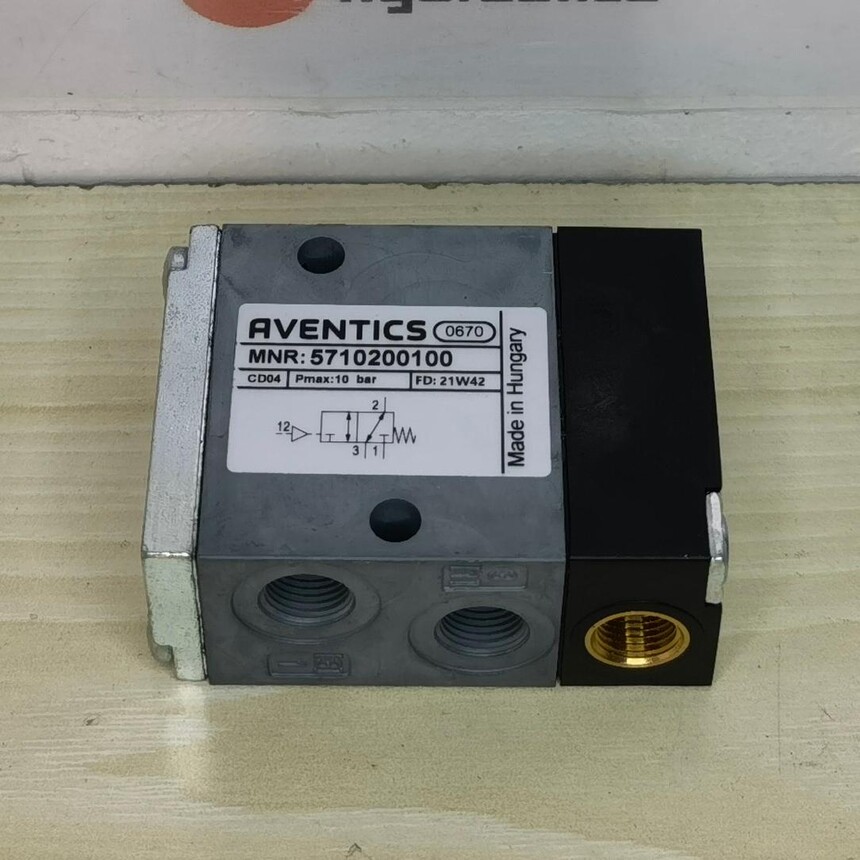 AVENTICS 0670
MNR: 5710200100
CD04 Pmax:10 bar FD: 21W42
2
12
3 1
Made in Hungary